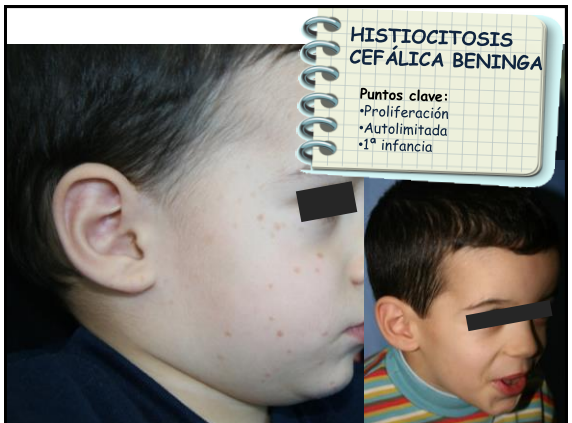 HISTIOCITOSIS
CEFÁLICA BENINGA
Puntos clave:
•Proliferación
•Autolimitada
•1ª infancia